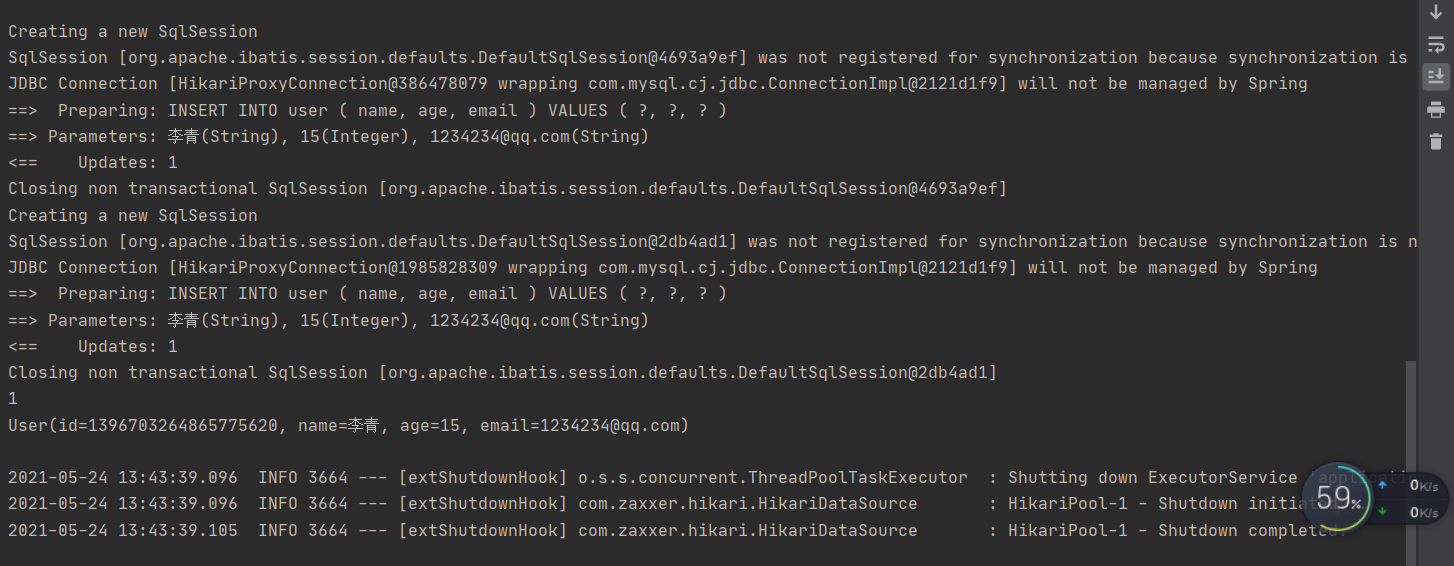 Creating a new SqlSession
SqlSession [org.apache.ibatis.session.defaults.DefaultSqlSession@4693a9ef] was not registered for synchronization because synchronization is
JDBC Connection [HikariProxyConnection@386478079 wrapping com.mysql.cj.jdbc.ConnectionImpl@2121d1f9] will not be managed by Spring
==>  Preparing: INSERT INTO user ( name, age, email ) VALUES ( ?, ?, ? )
==> Parameters: 李青(String), 15(Integer), 1234234@qq.com(String)
<==    Updates: 1
Closing non transactional SqlSession [org.apache.ibatis.session.defaults.DefaultSqlSession@4693a9ef]
Creating a new SqlSession
SqlSession [org.apache.ibatis.session.defaults.DefaultSqlSession@2db4ad1] was not registered for synchronization because synchronization is n
JDBC Connection [HikariProxyConnection@1985828309 wrapping com.mysql.cj.jdbc.ConnectionImpl@2121d1f9] will not be managed by Spring
==>  Preparing: INSERT INTO user ( name, age, email ) VALUES ( ?, ?, ? )
==> Parameters: 李青(String), 15(Integer), 1234234@qq.com(String)
<==    Updates: 1
Closing non transactional SqlSession [org.apache.ibatis.session.defaults.DefaultSqlSession@2db4ad1]
1
User(id=1396703264865775620, name=李青, age=15, email=1234234@qq.com)
2021-05-24 13:43:39.096  INFO 3664 --- [extShutdownHook] o.s.s.concurrent.ThreadPoolTaskExecutor  : Shutting down ExecutorService
2021-05-24 13:43:39.096  INFO 3664 --- [extShutdownHook] com.zaxxer.hikari.HikariDataSource       : HikariPool-1 - Shutdown
2021-05-24 13:43:39.105  INFO 3664 --- [extShutdownHook] com.zaxxer.hikari.HikariDataSource       : HikariPool-1 - Shutdown completed.
59%
0K/s
0K/s